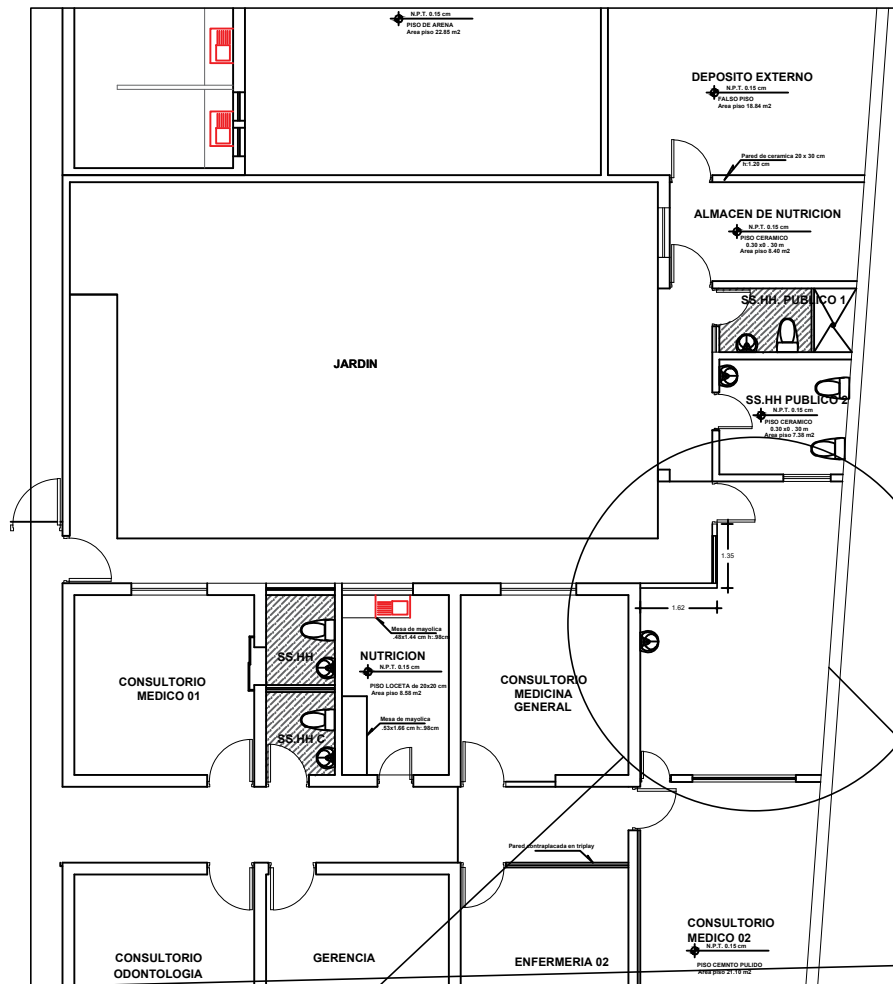 N.P.T. 0.15 cm
PISO DE ARENA
Area piso 22.85 m2
DEPOSITO EXTERNO
N.P.T. 0.15 cm
FALSO PISO
Area piso 18.84 m2
Pared de ceramica 20 x 30 cm
h:1.20 cm
ALMACEN DE NUTRICION
N.P.T. 0.15 cm
PISO CERAMICO
0.30 x0 . 30 m
Area piso 8.40 m2
SS.HH. PUBLICO 1
JARDIN
SS.HH PUBLICO 2
N.P.T. 0.15 cm
PISO CERAMICO
0.30 x0 . 30 m
Area piso 7.38 m2
1.35
1.62
Mesa de mayolica
.48x1.44 cm h:.98cm
SS.HH
NUTRICION
N.P.T. 0.15 cm
PISO LOCETA de 20x20 cm
Area piso 8.58 m2
CONSULTORIO
MEDICO 01
CONSULTORIO
MEDICINA
GENERAL
Mesa de mayolica
.53x1.66 cm h:.98cm
SS.HH C
Pared contraplacada en triplay
CONSULTORIO
MEDICO 02
N.P.T. 0.15 cm
PISO CEMNTO PULIDO
Area piso 21.10 m2
CONSULTORIO
ODONTOLOGIA
GERENCIA
ENFERMERIA 02